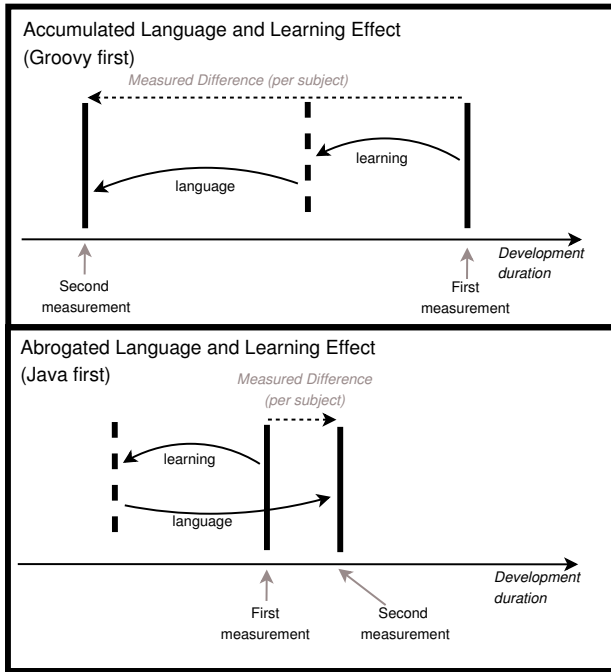 Accumulated Language and Learning Effect
(Groovy first)
Measured Difference (per subject)
learning
language
Development
duration
Second
measurement
First
measurement
Abrogated Language and Learning Effect
(Java first)
Measured Difference
(per subject)
learning
language
Development
duration
First
measurement
Second
measurement